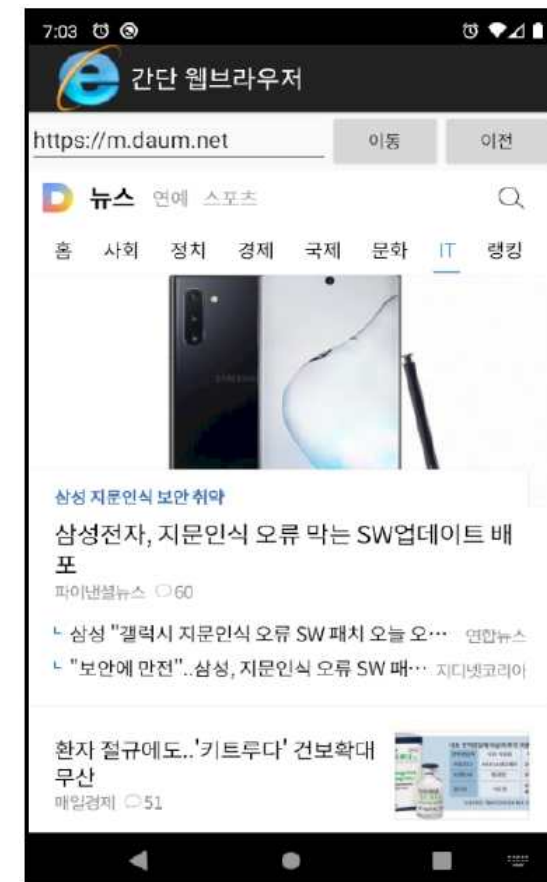 7:03
간단 웹브라우저
https://m.daum.net 이동 이전
뉴스 연예 스포츠
홈 사회 정치 경제 국제 문화 IT 랭킹
SAMSUNG
삼성 지문인식 보안 취약
삼성전자, 지문인식 오류 막는 SW업데이트 배
포
파이낸셜뉴스 60
ㄴ 삼성 "갤럭시 지문인식 오류 SW 패치 오늘 오… 연합뉴스
ㄴ "보안에 만전"..삼성, 지문인식 오류 SW 패… 지디넷코리아
환자 절규에도..'키트루다' 건보확대
무산
매일경제 51